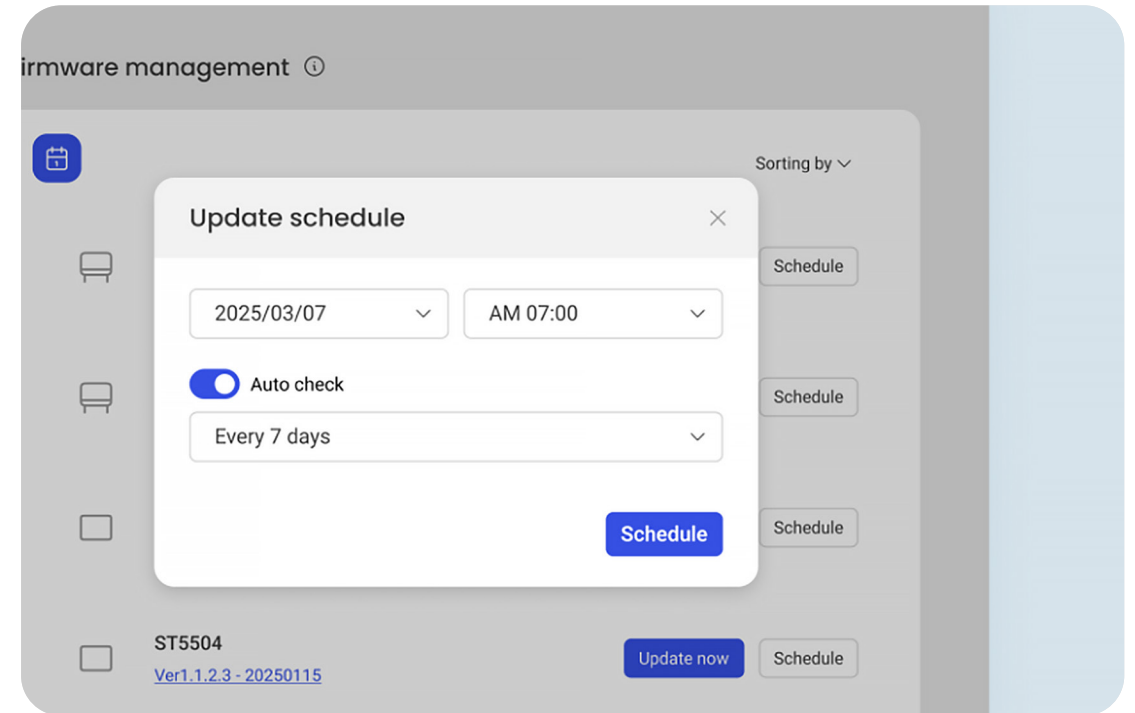 irmware management
Sorting by
Update schedule
Schedule
2025/03/07 AM 07:00
Auto check
Schedule
Every 7 days
Schedule
Schedule
ST5504
Ver1.1.2.3 - 20250115
Update now Schedule